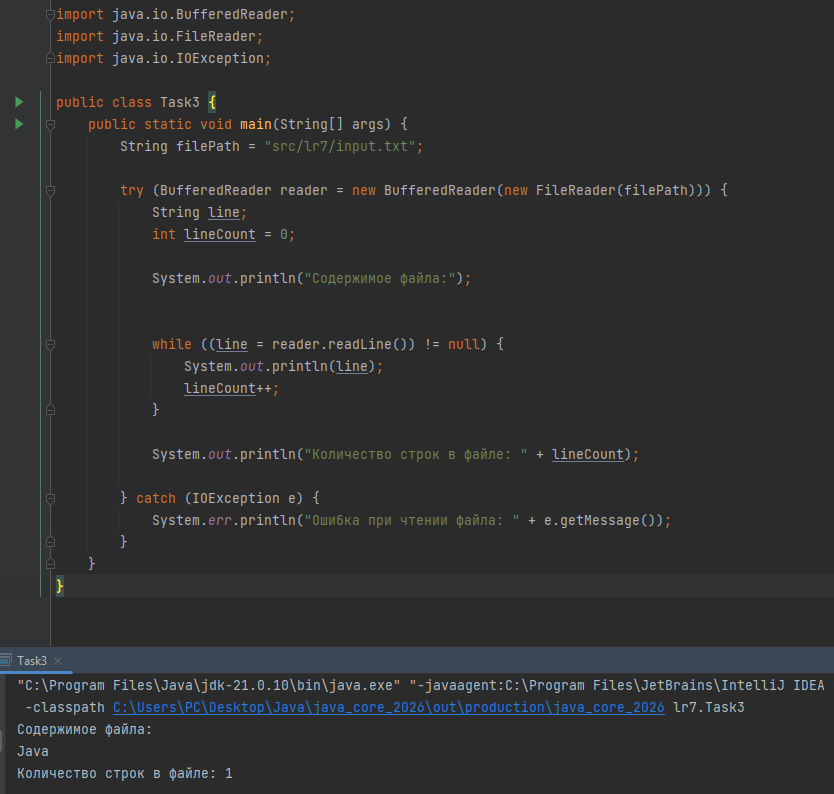 import java.io.BufferedReader;
import java.io.FileReader;
import java.io.IOException;

public class Task3 {
    public static void main(String[] args) {
        String filePath = "src/lr7/input.txt";

        try (BufferedReader reader = new BufferedReader(new FileReader(filePath))) {
            String line;
            int lineCount = 0;

            System.out.println("Содержимое файла:");


            while ((line = reader.readLine()) != null) {
                System.out.println(line);
                lineCount++;
            }

            System.out.println("Количество строк в файле: " + lineCount);

        } catch (IOException e) {
            System.err.println("Ошибка при чтении файла: " + e.getMessage());
        }
    }
}
Task3 ×
"C:\Program Files\Java\jdk-21.0.10\bin\java.exe" "-javaagent:C:\Program Files\JetBrains\IntelliJ IDEA
 -classpath C:\Users\PC\Desktop\Java\java_core_2026\out\production\java_core_2026 lr7.Task3
Содержимое файла:
Java
Количество строк в файле: 1